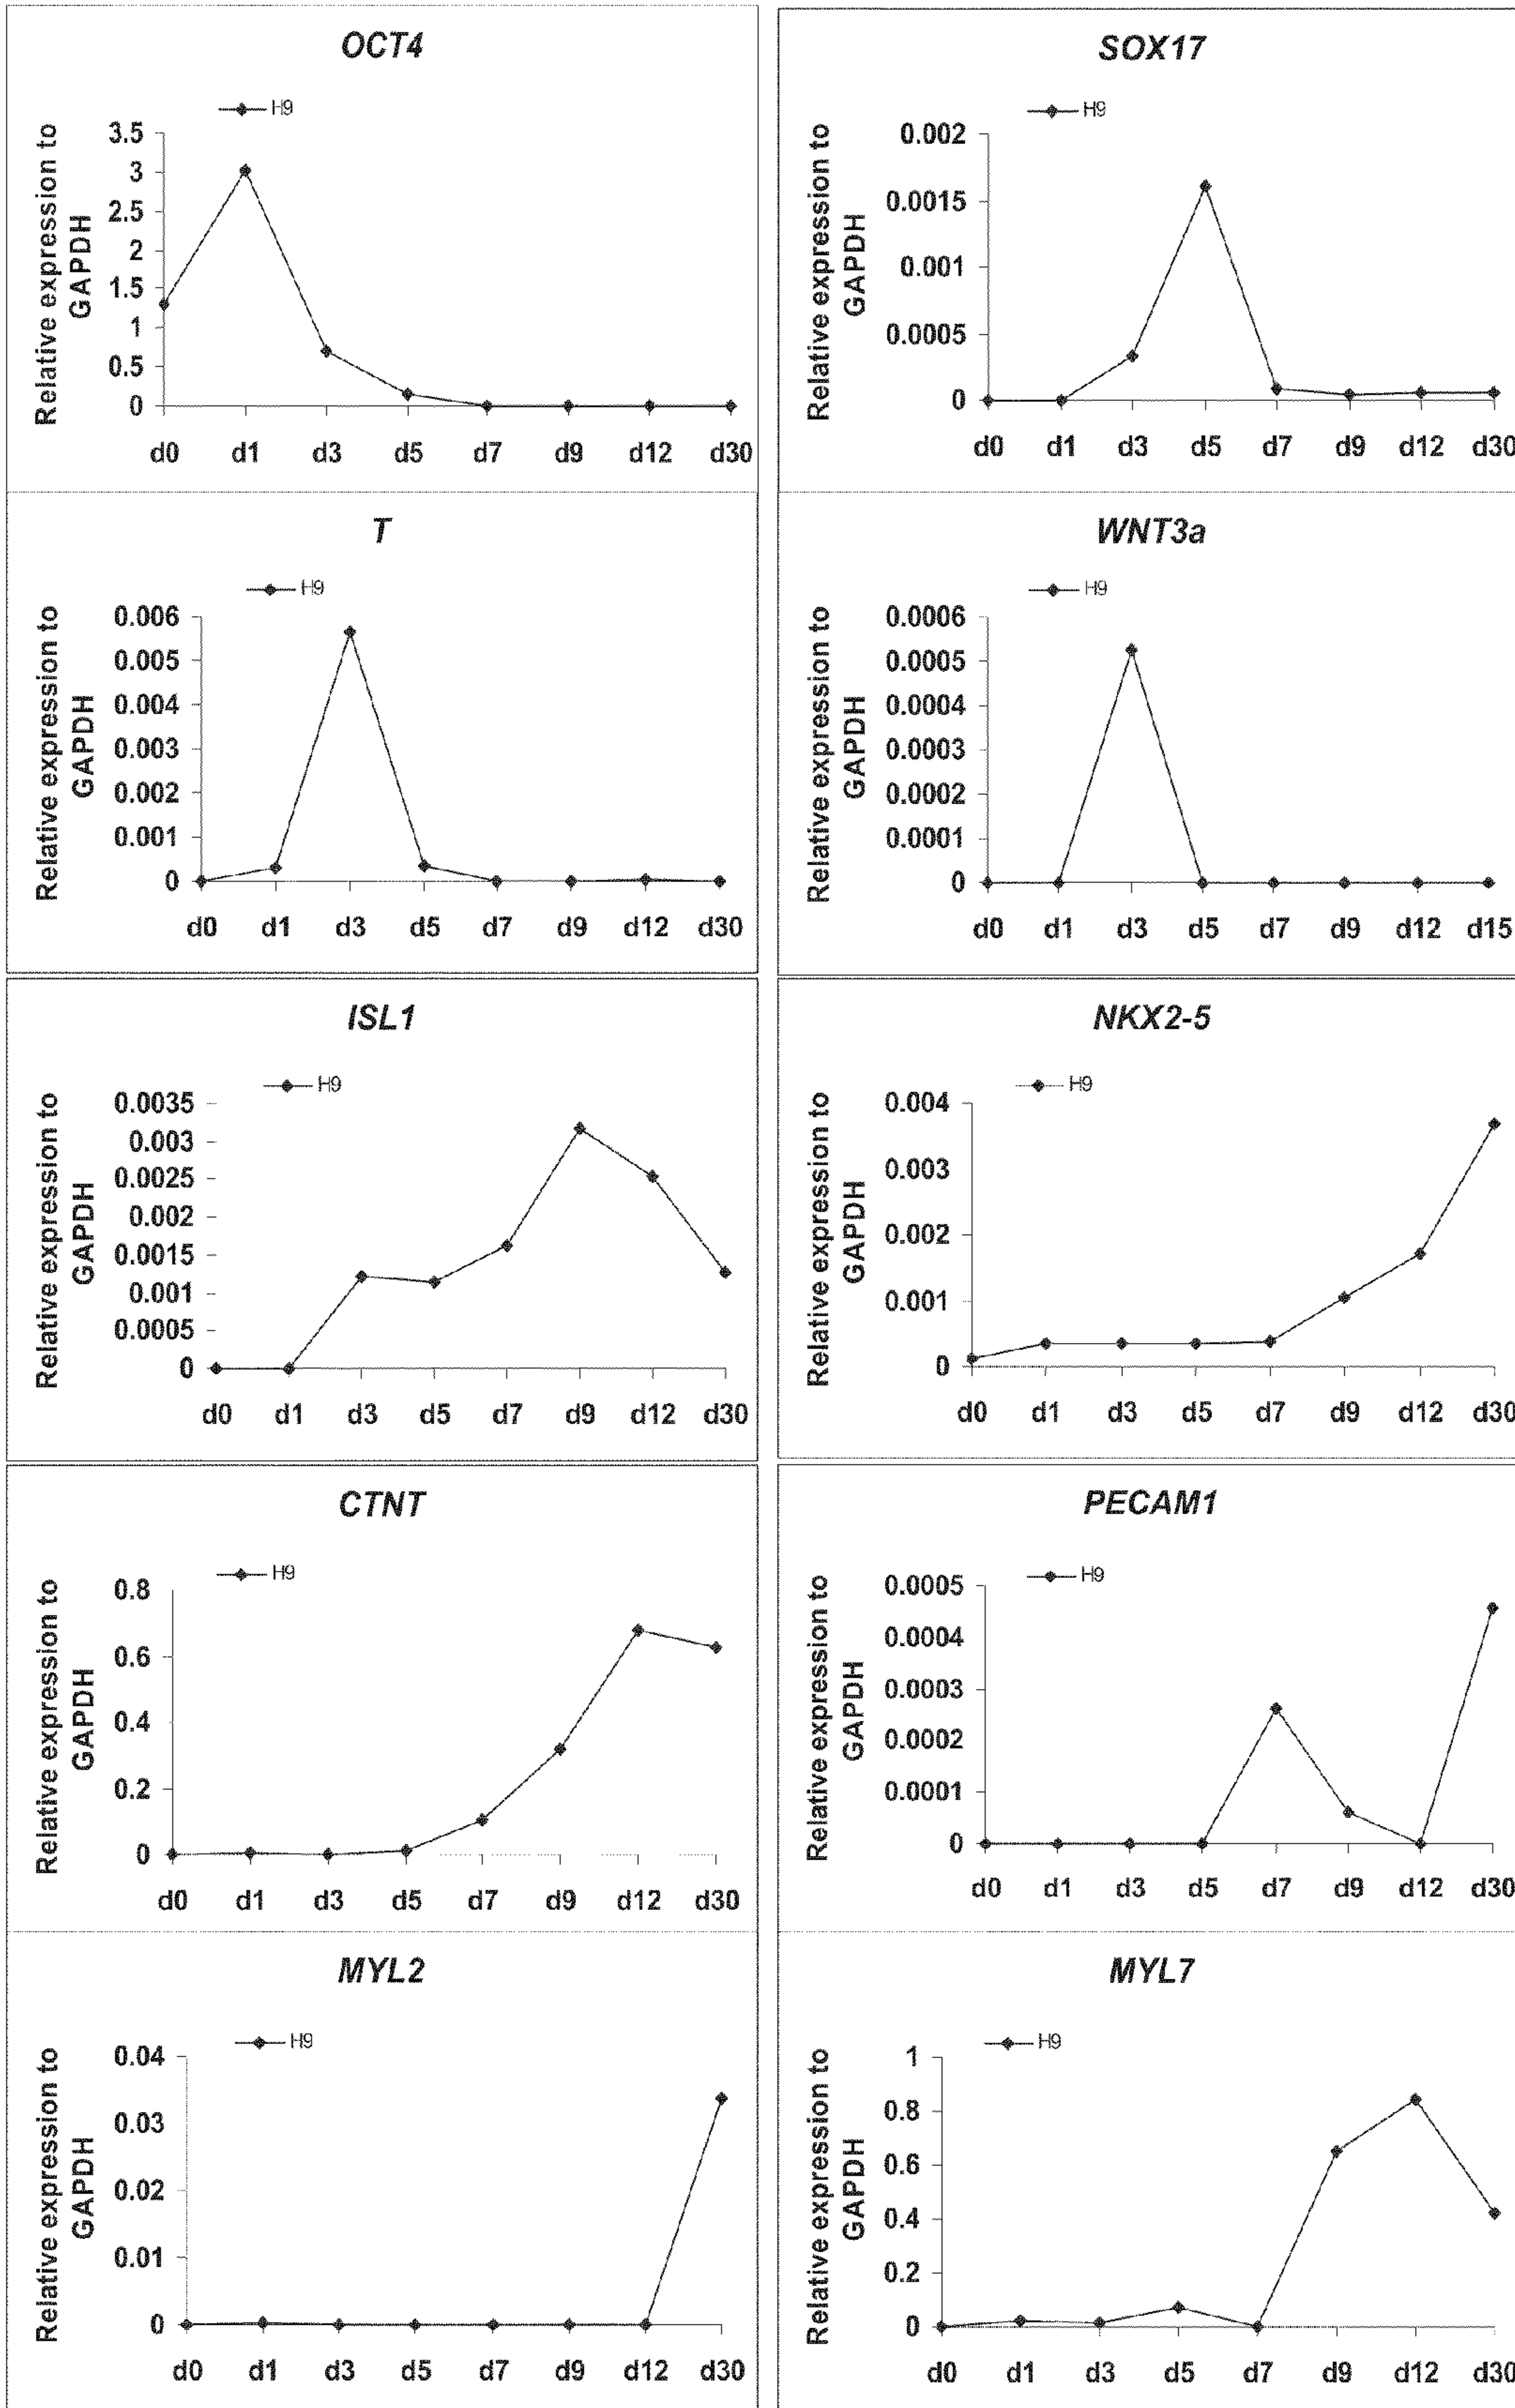 OCT4
H9
Relative expression to
GAPDH
3.5
3
2.5
2
1.5
1
0.5
0
d0 d1 d3 d5 d7 d9 d12 d30
SOX17
H9
Relative expression to
GAPDH
0.002
0.0015
0.001
0.0005
0
d0 d1 d3 d5 d7 d9 d12 d30
T
H9
Relative expression to
GAPDH
0.006
0.005
0.004
0.003
0.002
0.001
0
d0 d1 d3 d5 d7 d9 d12 d30
WNT3a
H9
Relative expression to
GAPDH
0.0006
0.0005
0.0004
0.0003
0.0002
0.0001
0
d0 d1 d3 d5 d7 d9 d12 d15
ISL1
H9
Relative expression to
GAPDH
0.0035
0.003
0.0025
0.002
0.0015
0.001
0.0005
0
d0 d1 d3 d5 d7 d9 d12 d30
NKX2-5
H9
Relative expression to
GAPDH
0.004
0.003
0.002
0.001
0
d0 d1 d3 d5 d7 d9 d12 d30
CTNT
H9
Relative expression to
GAPDH
0.8
0.6
0.4
0.2
0
d0 d1 d3 d5 d7 d9 d12 d30
PECAM1
H9
Relative expression to
GAPDH
0.0005
0.0004
0.0003
0.0002
0.0001
0
d0 d1 d3 d5 d7 d9 d12 d30
MYL2
H9
Relative expression to
GAPDH
0.04
0.03
0.02
0.01
0
d0 d1 d3 d5 d7 d9 d12 d30
MYL7
H9
Relative expression to
GAPDH
1
0.8
0.6
0.4
0.2
0
d0 d1 d3 d5 d7 d9 d12 d30